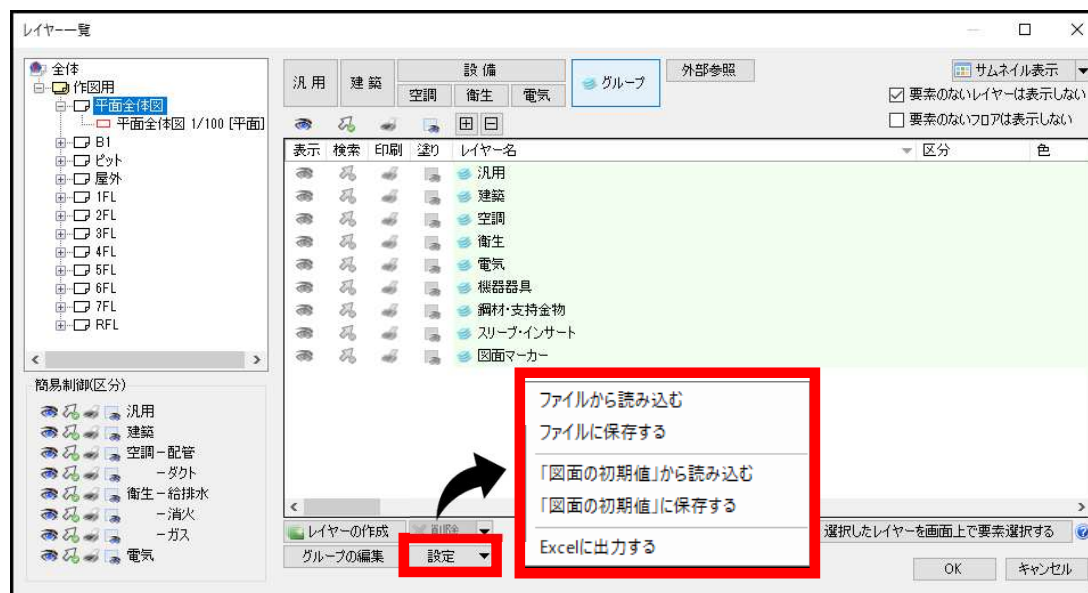 レイヤー一覧
全体
作図用
平面全体図
平面全体図 1/100 [平面]
B1
ピット
屋外
1FL
2FL
3FL
4FL
5FL
6FL
7FL
RFL
簡易制御(区分)
汎用
建築
空調-配管
-ダクト
衛生-給排水
-消火
-ガス
電気
汎用
建築
設備
空調
衛生
電気
グループ
外部参照
サムネイル表示
要素のないレイヤーは表示しない
要素のないフロアは表示しない
表示 検索 印刷 塗り レイヤー名 区分 色
汎用
建築
空調
衛生
電気
機器器具
鋼材・支持金物
スリーブ・インサート
図面マーカー
ファイルから読み込む
ファイルに保存する
「図面の初期値」から読み込む
「図面の初期値」に保存する
Excelに出力する
レイヤーの作成
削除
選択したレイヤーを画面上で要素選択する
グループの編集
設定
OK
キャンセル